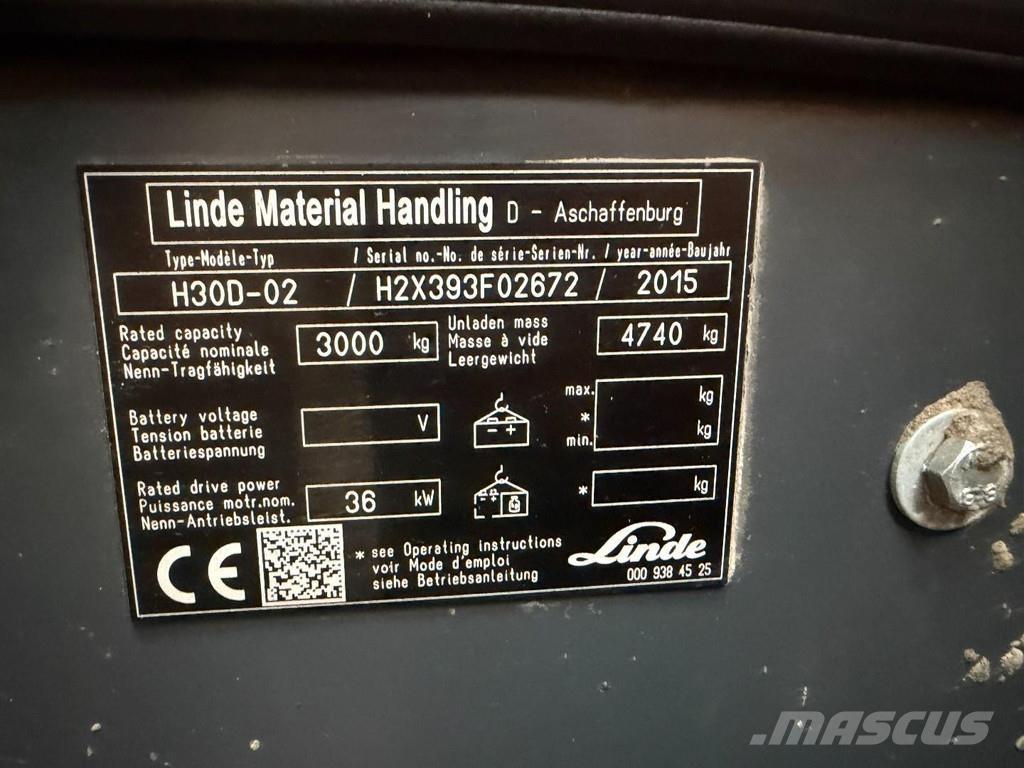 Linde Material Handling D - Aschaffenburg
Type-Modèle-Typ / Serial no.-No. de série-Serien-Nr. / year-année-Baujahr
H30D-02 / H2X393F02672 / 2015
Rated capacity
Capacité nominale
Nenn-Tragfähigkeit
3000 kg
Unladen mass
Masse à vide
Leergewicht
4740 kg
Battery voltage
Tension batterie
Batteriespannung
V
- +
max. kg
*
min. kg
Rated drive power
Puissance motr.nom.
Nenn-Antriebsleist.
36 kW
- +
* kg
CE
* see Operating instructions
voir Mode d'emploi
siehe Betriebsanleitung
Linde
000 938 45 25
8.8
MASCUS